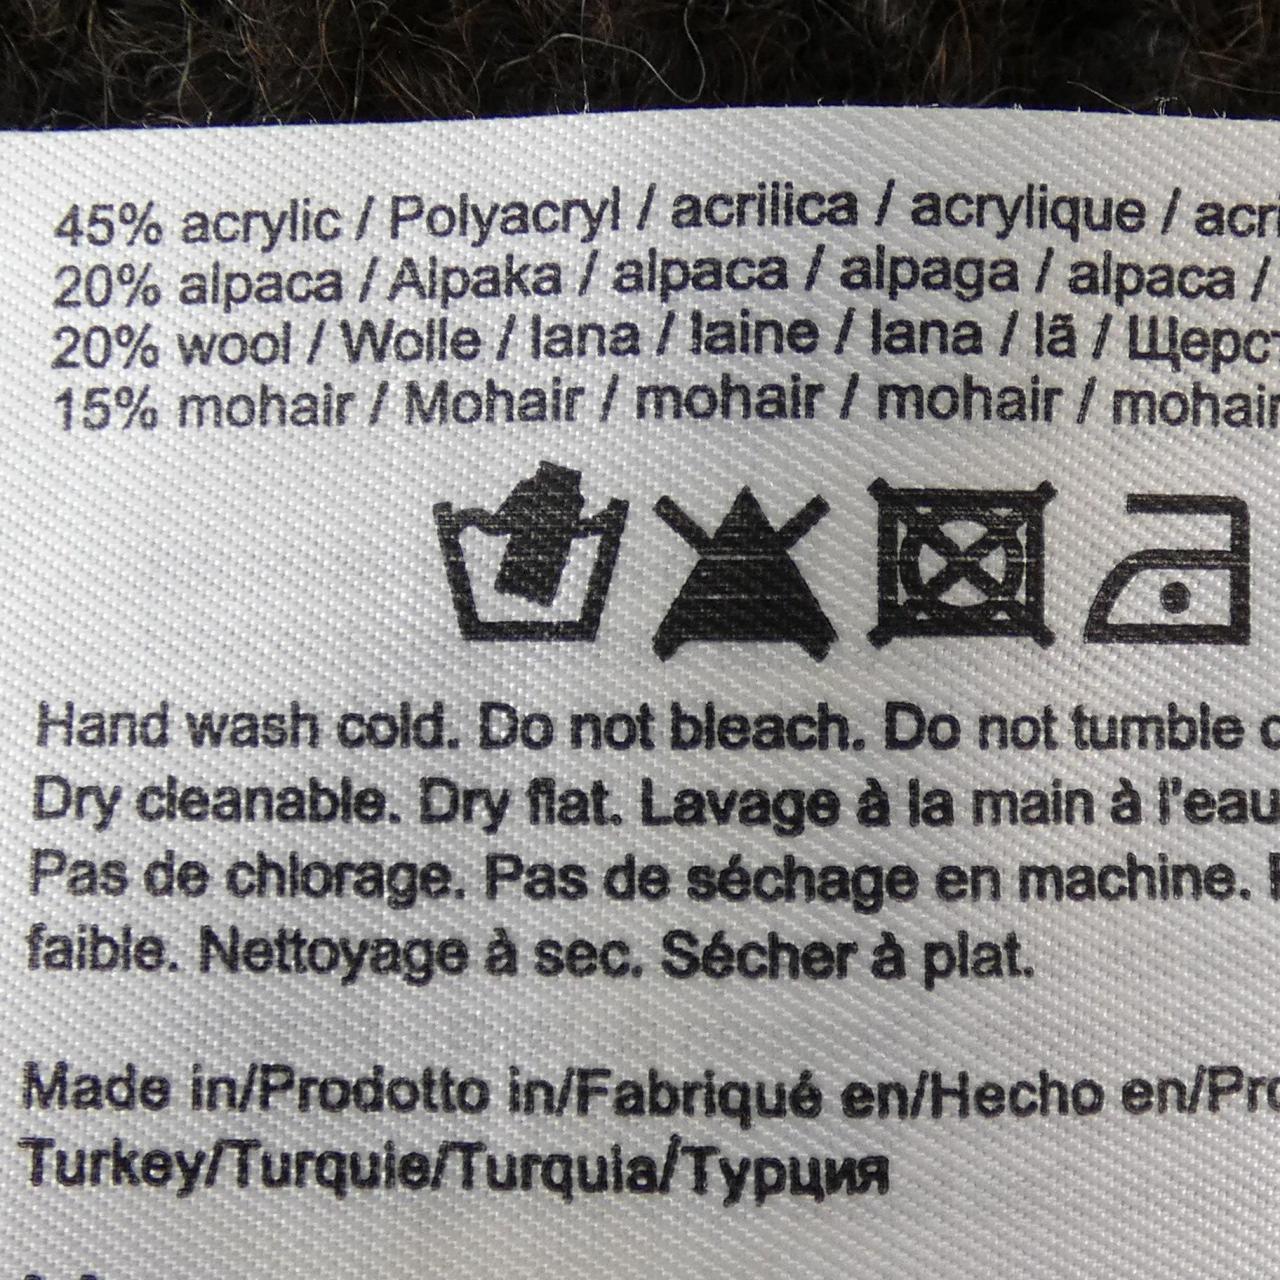 45% acrylic / Polyacryl / acrilica / acrylique / acr
20% alpaca / Alpaka / alpaca / alpaga / alpaca /
20% wool / Wolle / lana / laine / lana / lã / Щерст
15% mohair / Mohair / mohair / mohair / mohair
Hand wash cold. Do not bleach. Do not tumble d
Dry cleanable. Dry flat. Lavage à la main à l'eau
Pas de chlorage. Pas de séchage en machine.
faible. Nettoyage à sec. Sécher à plat.
Made in/Prodotto in/Fabriqué en/Hecho en/Pro
Turkey/Turquie/Turquia/Турция